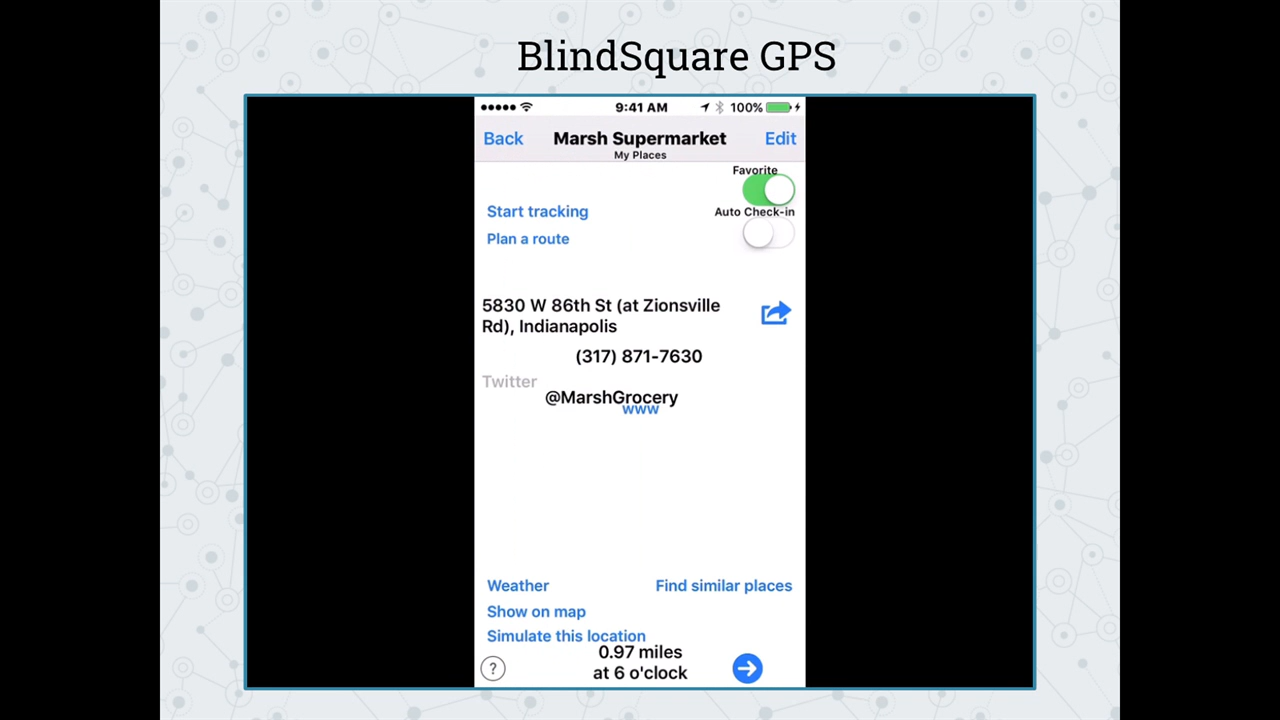 BlindSquare GPS
9:41 AM 100%
Back Marsh Supermarket Edit
My Places
Favorite
Start tracking Auto Check-in
Plan a route
5830 W 86th St (at Zionsville
Rd), Indianapolis
(317) 871-7630
Twitter
@MarshGrocery
www
Weather Find similar places
Show on map
Simulate this location
0.97 miles
? at 6 o'clock